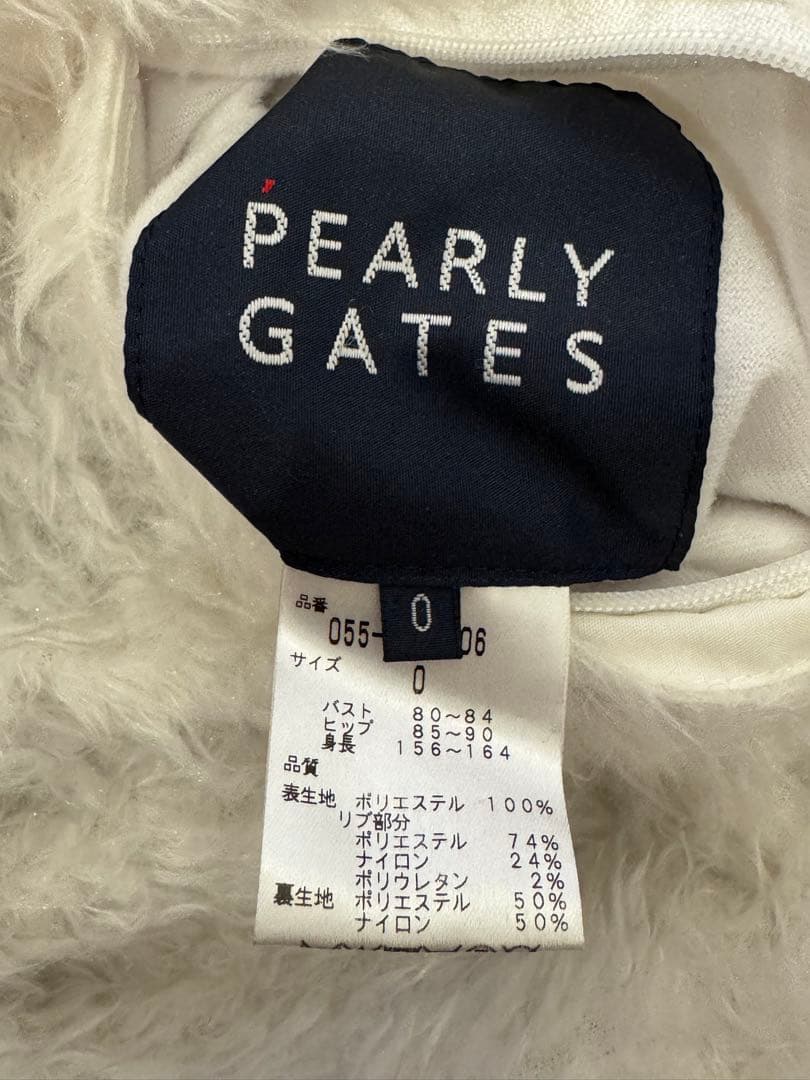 PEARLY
GATES
0
品番
055- 06
サイズ
0
バスト 80~84
ヒップ 85~90
身長 156~164
品質
表生地 ポリエステル 100%
リブ部分
ポリエステル 74%
ナイロン 24%
ポリウレタン 2%
裏生地 ポリエステル 50%
ナイロン 50%